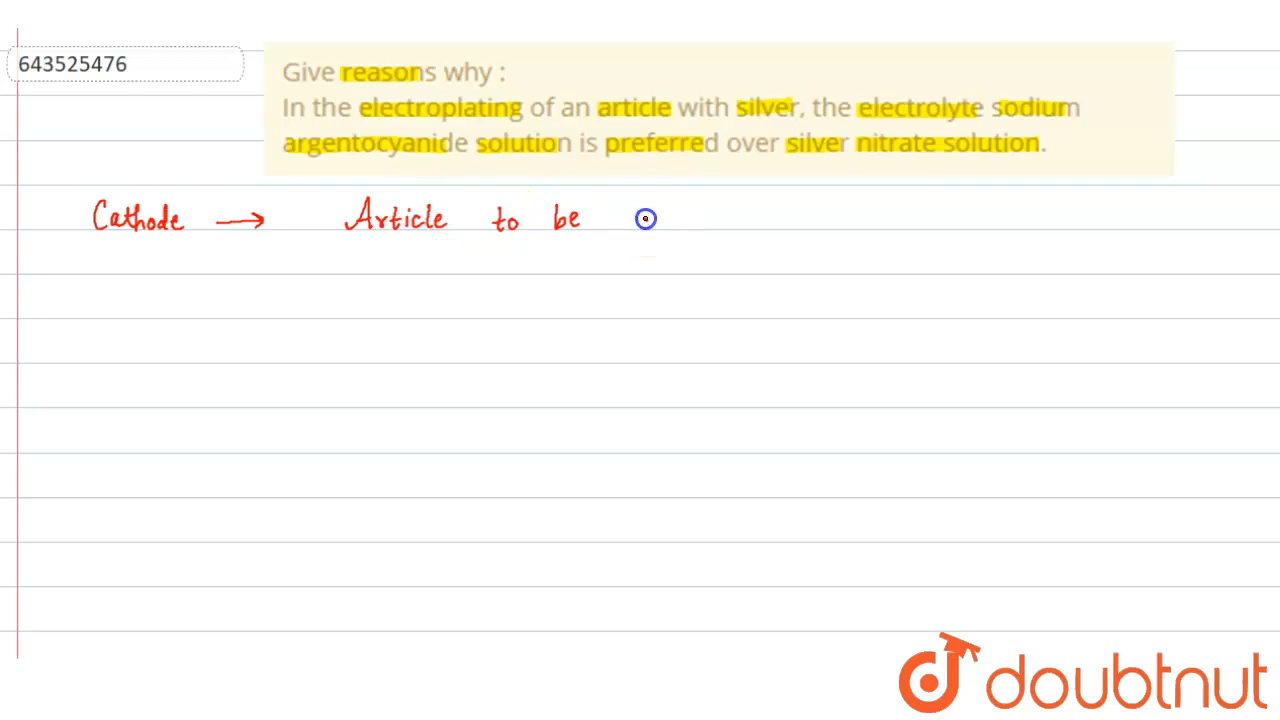 643525476
Give reasons why :
In the electroplating of an article with silver, the electrolyte sodium
argentocyanide solution is preferred over silver nitrate solution.
Cathode → Article to be
doubtnut